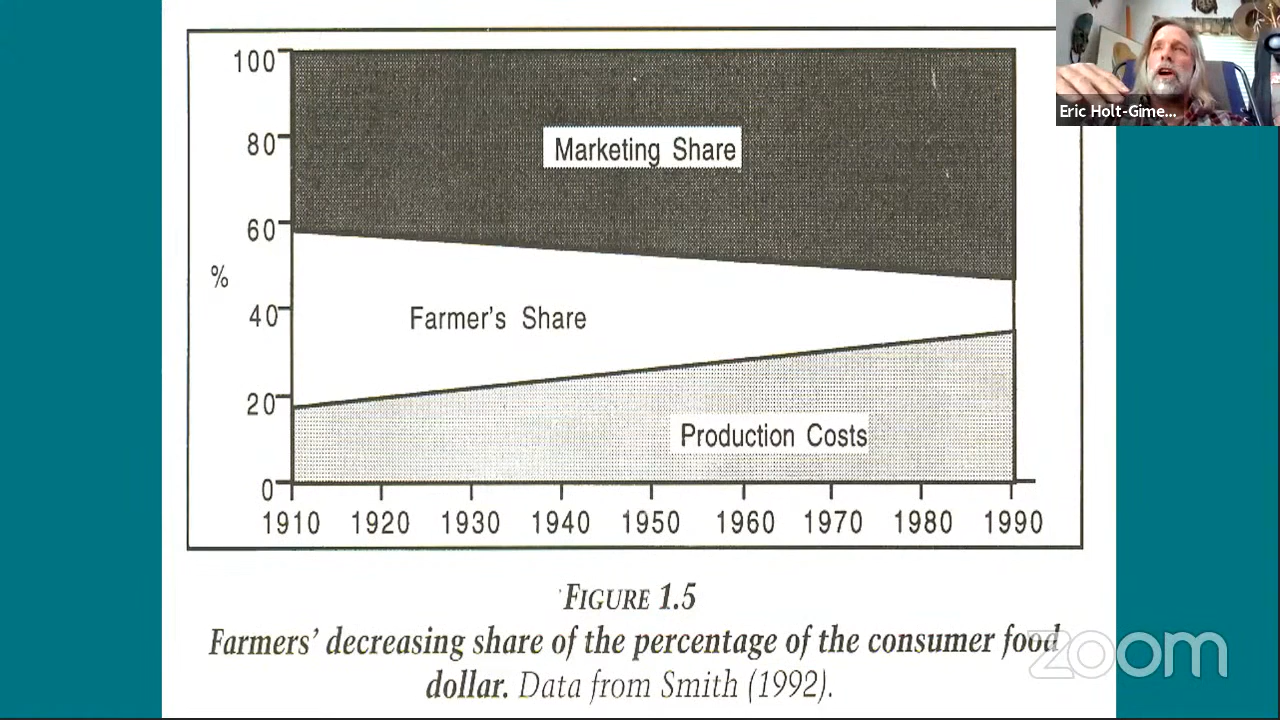 100
80
60
%
40
20
0
Marketing Share
Farmer's Share
Production Costs
1910 1920 1930 1940 1950 1960 1970 1980 1990
FIGURE 1.5
Farmers' decreasing share of the percentage of the consumer food
dollar. Data from Smith (1992).
Eric Holt-Gime...
zoom